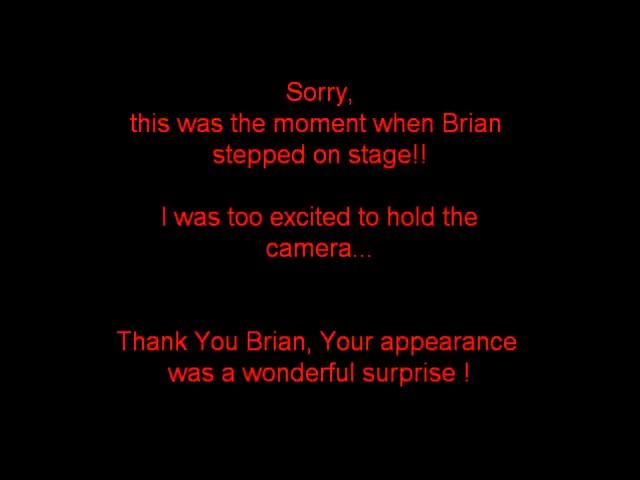 Sorry,
this was the moment when Brian
stepped on stage!!
I was too excited to hold the
camera...
Thank You Brian, Your appearance
was a wonderful surprise !